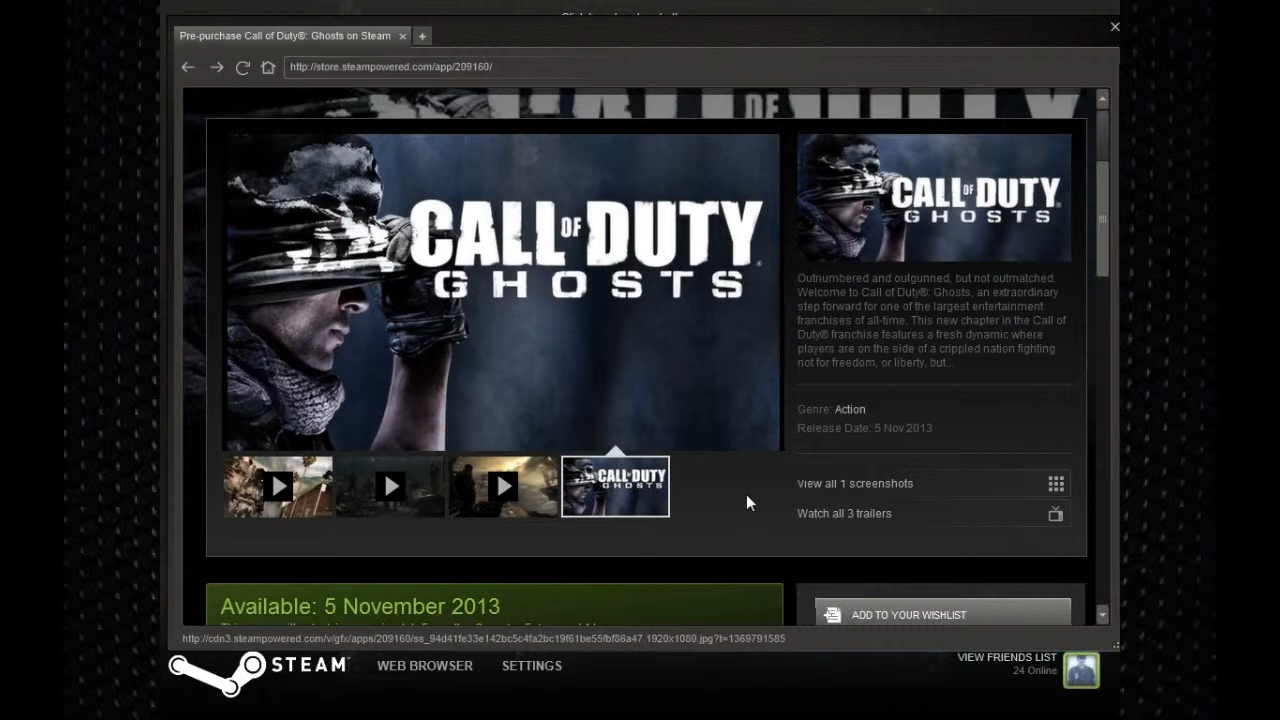 Pre-purchase Call of Duty®: Ghosts on Steam
http://store.steampowered.com/app/209160/
CALL OF DUTY
CALL OF DUTY
GHOSTS
CALL OF DUTY
GHOSTS
Outnumbered and outgunned, but not outmatched.
Welcome to Call of Duty®: Ghosts, an extraordinary
step forward for one of the largest entertainment
franchises of all-time. This new chapter in the Call of
Duty® franchise features a fresh dynamic where
players are on the side of a crippled nation fighting
not for freedom, or liberty, but...
Genre: Action
Release Date: 5 Nov 2013
CALL OF DUTY
GHOSTS
View all 1 screenshots
Watch all 3 trailers
Available: 5 November 2013
ADD TO YOUR WISHLIST
http://cdn3.steampowered.com/v/gfx/apps/209160/ss_94d41fe33e142bc5c4fa2bc19f61be55fbf86a47.1920x1080.jpg?t=1369791585
STEAM
WEB BROWSER
SETTINGS
VIEW FRIENDS LIST
24 Online